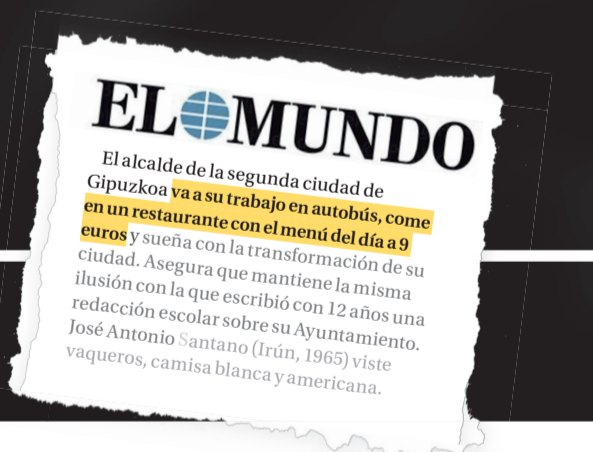 EL MUNDO
El alcalde de la segunda ciudad de
Gipuzkoa va a su trabajo en autobús, come
en un restaurante con el menú del día a 9
euros y sueña con la transformación de su
ciudad. Asegura que mantiene la misma
ilusión con la que escribió con 12 años una
redacción escolar sobre su Ayuntamiento.
José Antonio Santano (Irún, 1965) viste
vaqueros, camisa blanca y americana.